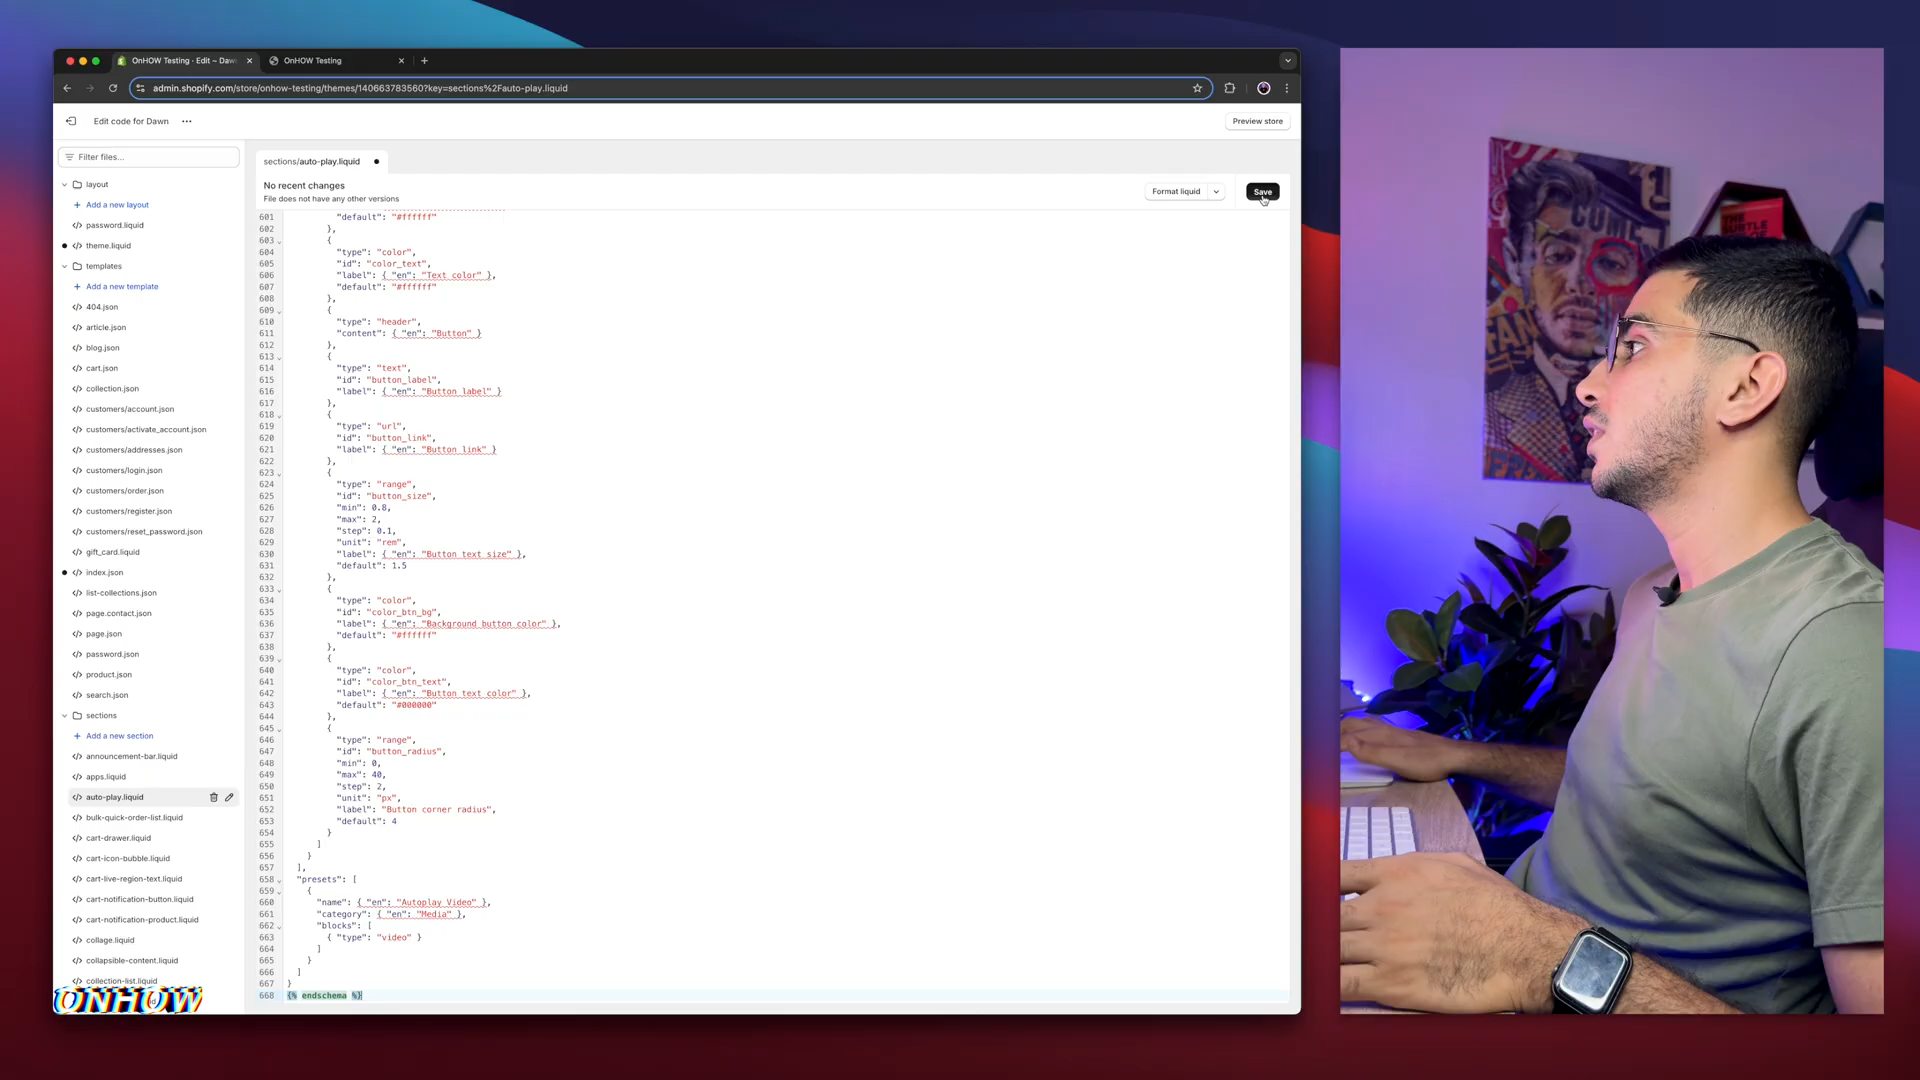 OnHOW Testing · Edit ~ Daw
OnHOW Testing
admin.shopify.com/store/onhow-testing/themes/140663783560?key=sections%2Fauto-play.liquid
Edit code for Dawn
Preview store
Filter files...
layout
Add a new layout
password.liquid
theme.liquid
templates
Add a new template
404.json
article.json
blog.json
cart.json
collection.json
customers/account.json
customers/activate_account.json
customers/addresses.json
customers/login.json
customers/order.json
customers/register.json
customers/reset_password.json
gift_card.liquid
index.json
list-collections.json
page.contact.json
page.json
password.json
product.json
search.json
sections
Add a new section
announcement-bar.liquid
apps.liquid
auto-play.liquid
bulk-quick-order-list.liquid
cart-drawer.liquid
cart-icon-bubble.liquid
cart-live-region-text.liquid
cart-notification-button.liquid
cart-notification-product.liquid
collage.liquid
collapsible-content.liquid
collection-list.liquid
ONHOW
sections/auto-play.liquid
No recent changes
File does not have any other versions
Format liquid
Save
601 "default": "#ffffff"
602 },
603 {
604 "type": "color",
605 "id": "color_text",
606 "label": { "en": "Text color" },
607 "default": "#ffffff"
608 },
609 {
610 "type": "header",
611 "content": { "en": "Button" }
612 },
613 {
614 "type": "text",
615 "id": "button_label",
616 "label": { "en": "Button label" }
617 },
618 {
619 "type": "url",
620 "id": "button_link",
621 "label": { "en": "Button link" }
622 },
623 {
624 "type": "range",
625 "id": "button_size",
626 "min": 0.8,
627 "max": 2,
628 "step": 0.1,
629 "unit": "rem",
630 "label": { "en": "Button text size" },
631 "default": 1.5
632 },
633 {
634 "type": "color",
635 "id": "color_btn_bg",
636 "label": { "en": "Background button color" },
637 "default": "#ffffff"
638 },
639 {
640 "type": "color",
641 "id": "color_btn_text",
642 "label": { "en": "Button text color" },
643 "default": "#000000"
644 },
645 {
646 "type": "range",
647 "id": "button_radius",
648 "min": 0,
649 "max": 40,
650 "step": 2,
651 "unit": "px",
652 "label": "Button corner radius",
653 "default": 4
654 }
655 ]
656 }
657 ],
658 "presets": [
659 {
660 "name": { "en": "Autoplay Video" },
661 "category": { "en": "Media" },
662 "blocks": [
663 { "type": "video" }
664 ]
665 }
666 ]
667 }
668 {% endschema %}
COME
FAN
THE
SUBTLE